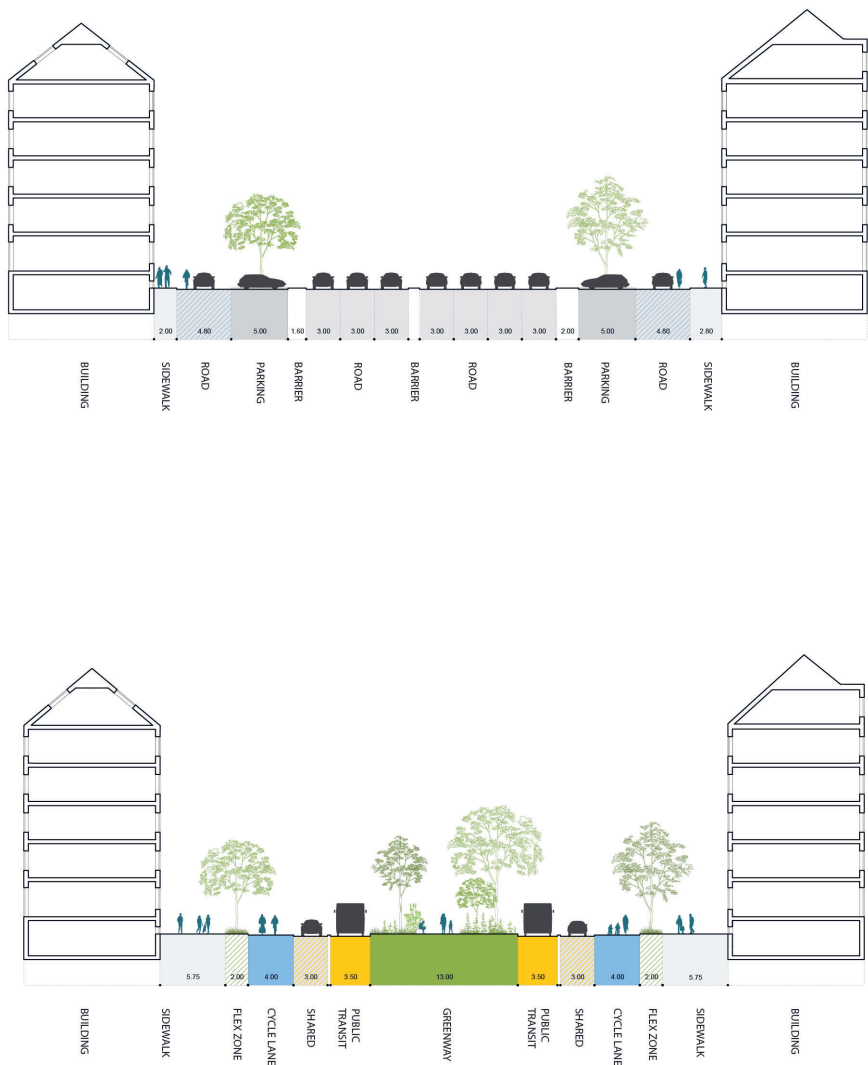 2.00 4.80 5.00 1.60 3.00 3.00 3.00 3.00 3.00 3.00 3.00 2.00 5.00 4.80 2.80
BUILDING
SIDEWALK
ROAD
PARKING
BARRIER
ROAD
BARRIER
ROAD
BARRIER
PARKING
ROAD
SIDEWALK
BUILDING
5.75 2.00 4.00 3.00 3.50 13.00 3.50 3.00 4.00 2.00 5.75
BUILDING
SIDEWALK
FLEX ZONE
CYCLE LANE
SHARED
PUBLIC
TRANSIT
GREENWAY
PUBLIC
TRANSIT
SHARED
CYCLE LANE
FLEX ZONE
SIDEWALK
BUILDING